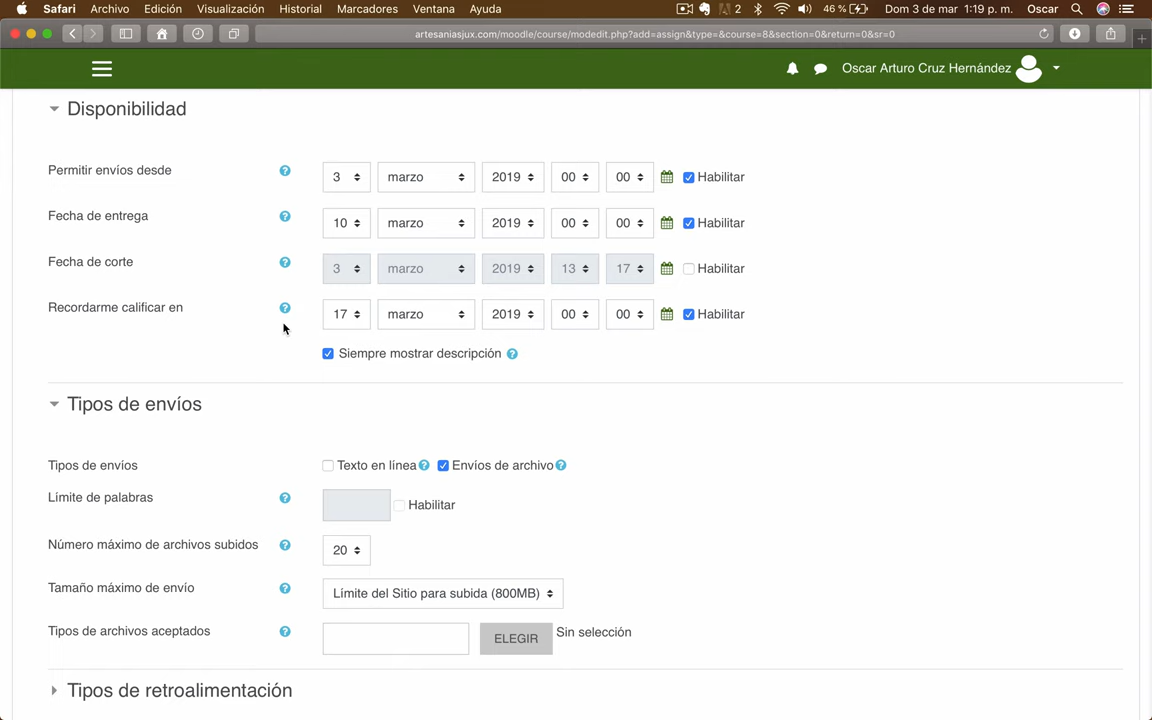 Safari Archivo Edición Visualización Historial Marcadores Ventana Ayuda 2 46 % Dom 3 de mar 1:19 p. m. Oscar
artesaniasjux.com/moodle/course/modedit.php?add=assign&type=&course=8&section=0&return=0&sr=0
Oscar Arturo Cruz Hernández
Disponibilidad
Permitir envíos desde 3 marzo 2019 00 00 Habilitar
Fecha de entrega 10 marzo 2019 00 00 Habilitar
Fecha de corte 3 marzo 2019 13 17 Habilitar
Recordarme calificar en 17 marzo 2019 00 00 Habilitar
Siempre mostrar descripción
Tipos de envíos
Tipos de envíos Texto en línea Envíos de archivo
Límite de palabras Habilitar
Número máximo de archivos subidos 20
Tamaño máximo de envío Límite del Sitio para subida (800MB)
Tipos de archivos aceptados ELEGIR Sin selección
Tipos de retroalimentación